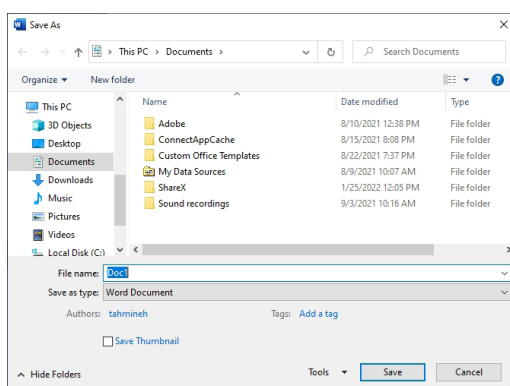 Save As
This PC > Documents >
Search Documents
Organize
New folder
Name
Date modified
Type
This PC
3D Objects
Desktop
Documents
Downloads
Music
Pictures
Videos
Local Disk (C:)
Adobe 8/10/2021 12:38 PM File folder
ConnectAppCache 8/15/2021 8:08 PM File folder
Custom Office Templates 8/22/2021 7:37 PM File folder
My Data Sources 8/9/2021 10:07 AM File folder
ShareX 1/25/2022 12:05 PM File folder
Sound recordings 9/3/2021 10:16 AM File folder
File name: Doc1
Save as type: Word Document
Authors: tahmineh Tags: Add a tag
Save Thumbnail
Hide Folders
Tools
Save
Cancel